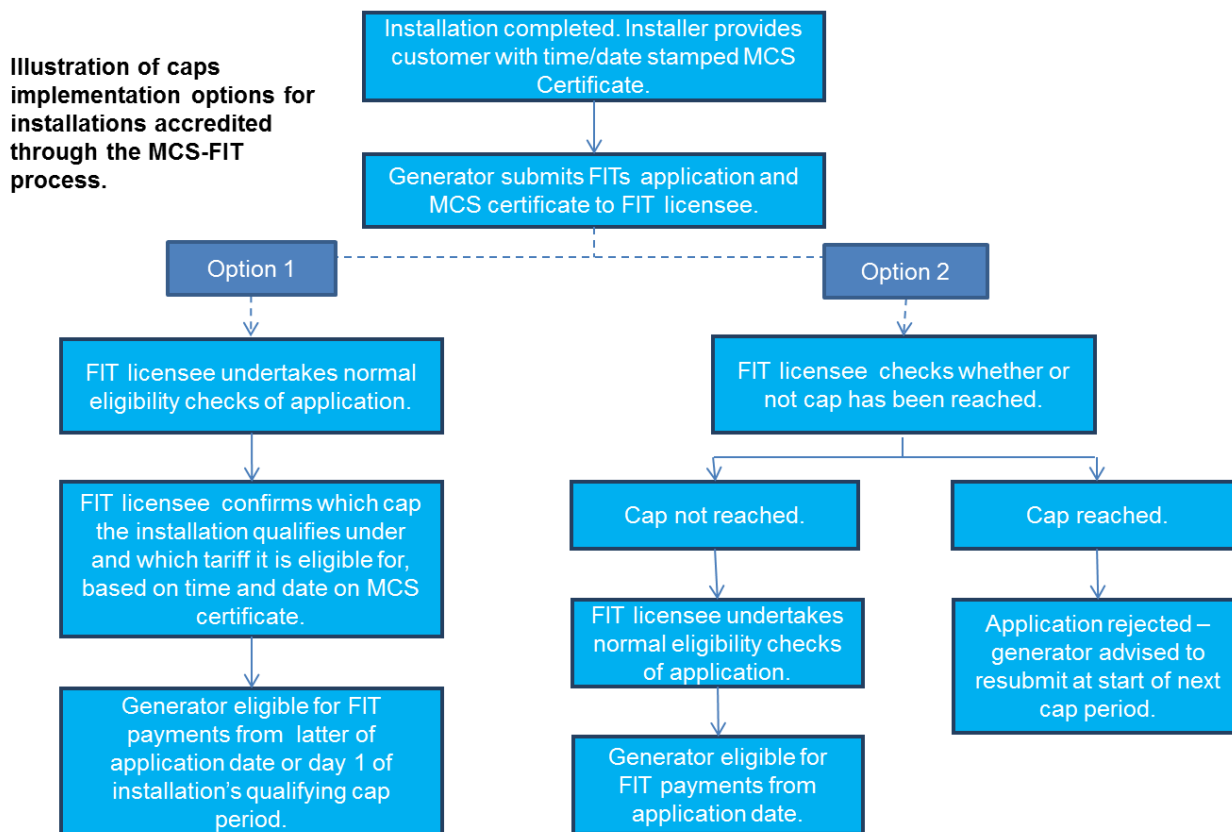 Illustration of caps
implementation options for
installations accredited
through the MCS-FIT
process.
Installation completed. Installer provides
customer with time/date stamped MCS
Certificate.
Generator submits FITs application and
MCS certificate to FIT licensee.
Option 1
Option 2
FIT licensee undertakes normal
eligibility checks of application.
FIT licensee confirms which cap
the installation qualifies under
and which tariff it is eligible for,
based on time and date on MCS
certificate.
Generator eligible for FIT
payments from latter of
application date or day 1 of
installation's qualifying cap
period.
FIT licensee checks whether or
not cap has been reached.
Cap not reached.
FIT licensee undertakes
normal eligibility checks
of application.
Generator eligible for
FIT payments from
application date.
Cap reached.
Application rejected –
generator advised to
resubmit at start of next
cap period.